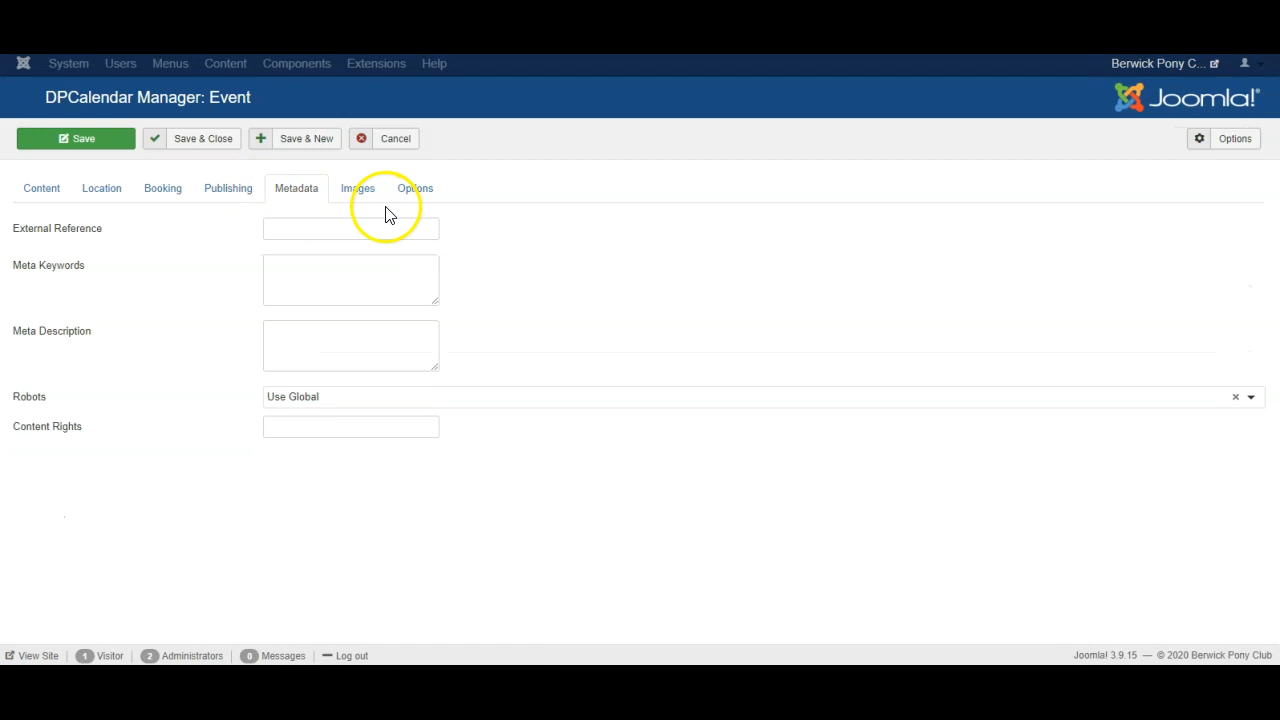 System Users Menus Content Components Extensions Help Berwick Pony C...
DPCalendar Manager: Event Joomla!®
Save Save & Close Save & New Cancel Options
Content Location Booking Publishing Metadata Images Options
External Reference
Meta Keywords
Meta Description
Robots Use Global
Content Rights
View Site 1 Visitor 2 Administrators 0 Messages Log out Joomla! 3.9.15 — © 2020 Berwick Pony Club